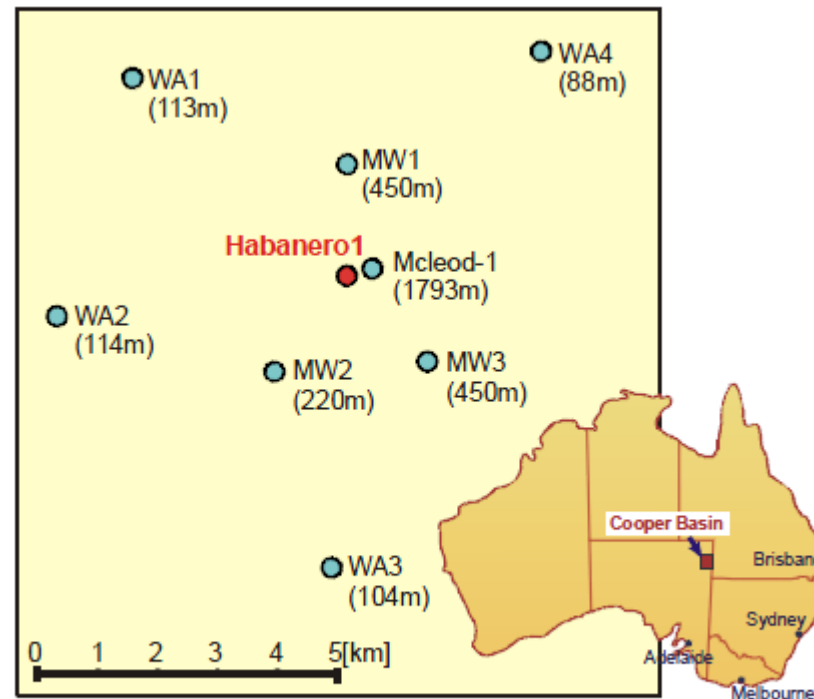 WA1
(113m)
WA4
(88m)
MW1
(450m)
Habanero1
Mcleod-1
(1793m)
WA2
(114m)
MW2
(220m)
MW3
(450m)
Cooper Basin
Brisban
WA3
(104m)
Sydney
0 1 2 3 4 5[km]
Adelaide
Melbourne